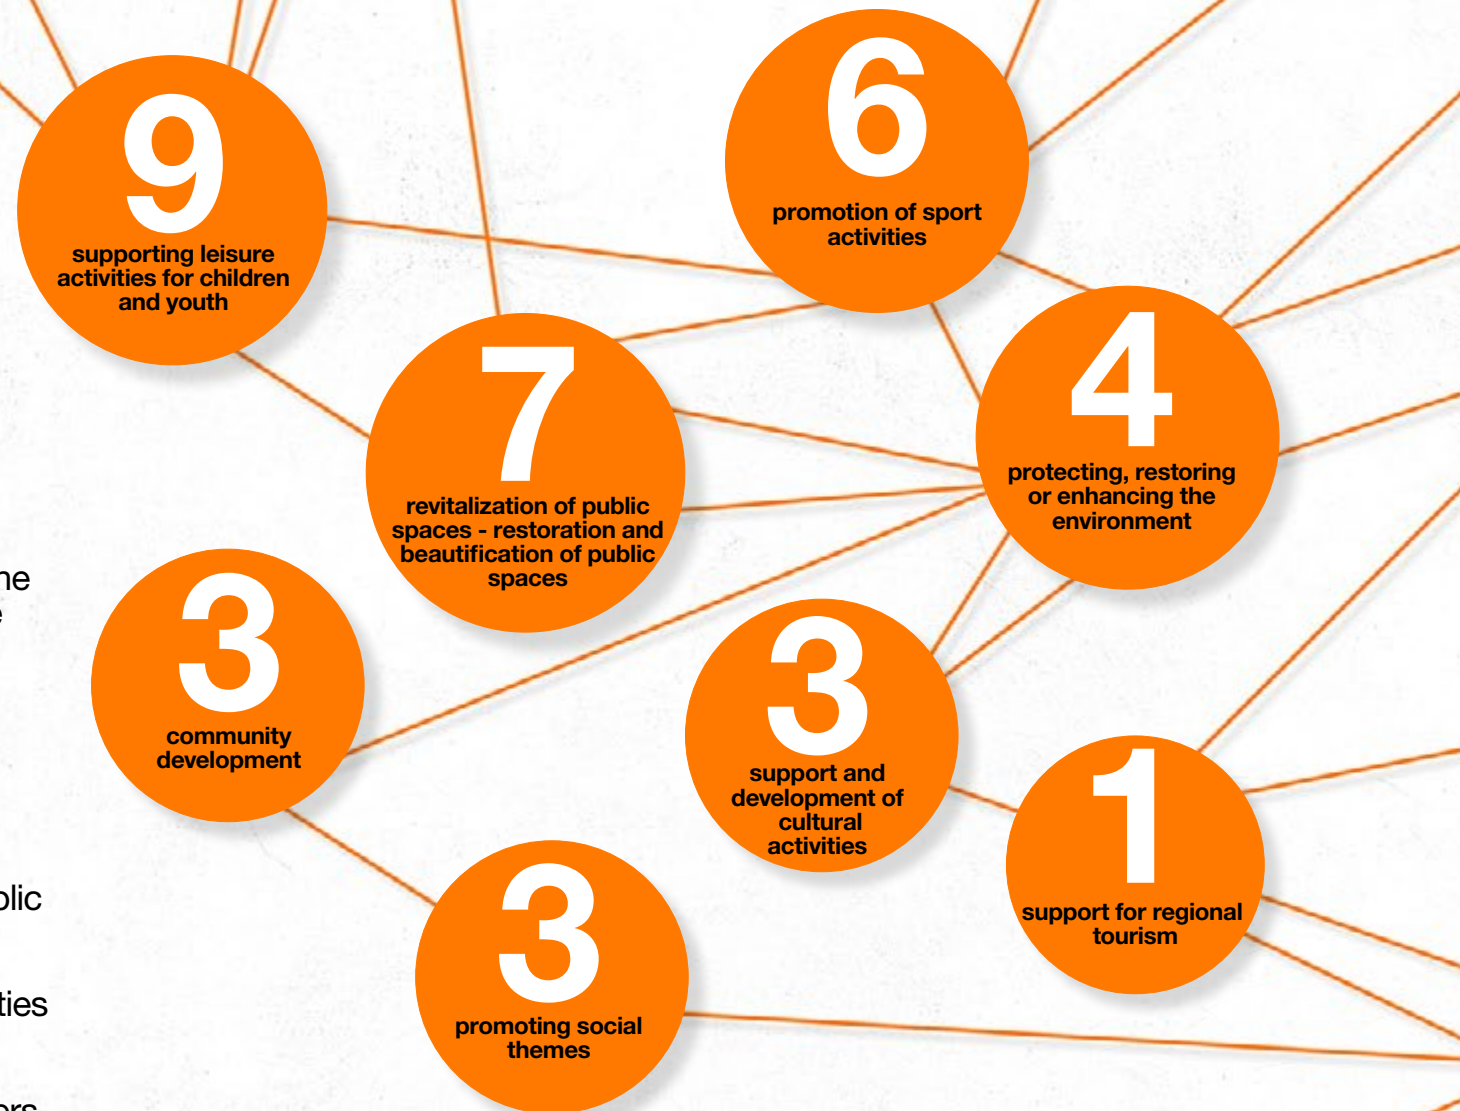 9
supporting leisure
activities for children
and youth
6
promotion of sport
activities
7
revitalization of public
spaces - restoration and
beautification of public
spaces
4
protecting, restoring
or enhancing the
environment
3
community
development
3
support and
development of
cultural
activities
1
support for regional
tourism
3
promoting social
themes